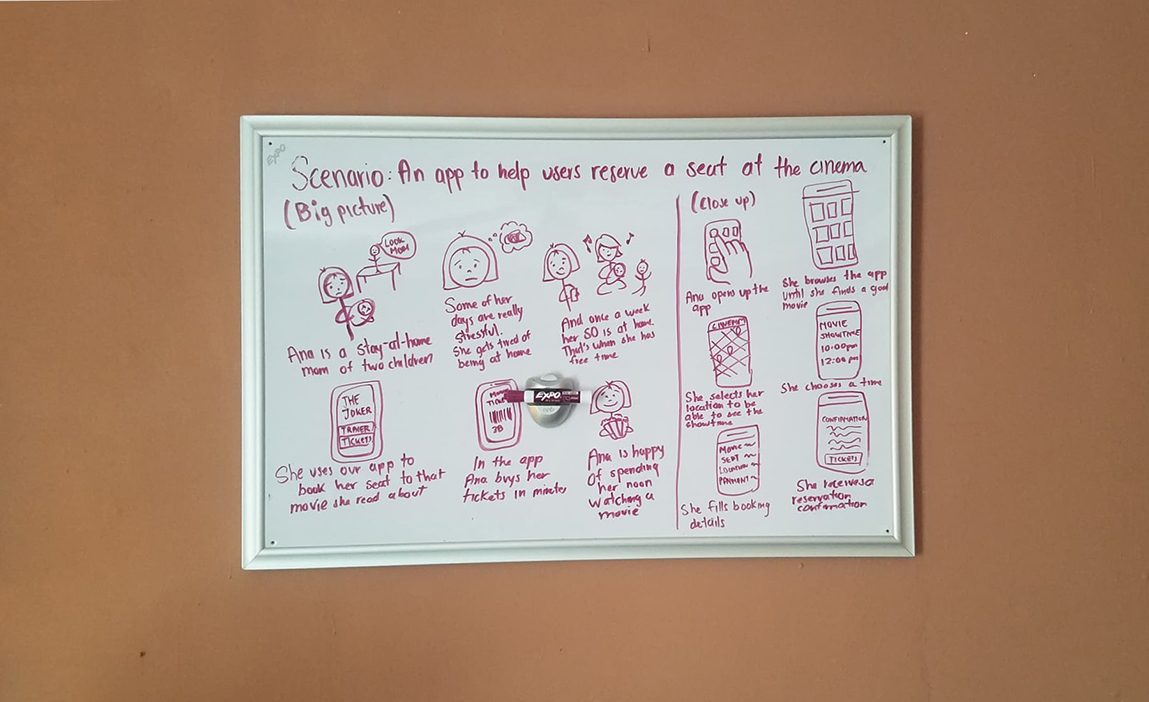 EXPO
Scenario: An app to help users reserve a seat at the cinema
(Big picture)
LOOK
MOM
Ana is a stay-at-home
mom of two children
Some of her
days are really
stressful.
She gets tired of
being at home
And once a week
her SO is at home.
That's when she has
free time
THE
JOKER
TICKETS
She uses our app to
book her seat to that
movie she read about
MOVIE
TICKE
3D
EXPO
In the app
Ana buys her
tickets in minutes
Ana is happy
Of spending
her noon
watching a
movie
(Close up)
Ana opens up the
app
She browses the app
until she finds a good
movie
She selects her
location to be
able to see the
showtime
MOVIE
SHOWTIME
10:00pm
12:00pm
She chooses a time
MOVIE
SEAT
LOCATION
PAYMENT
She fills booking
details
CONFIRMATION
TICKETS
She receives a
reservation
confirmation